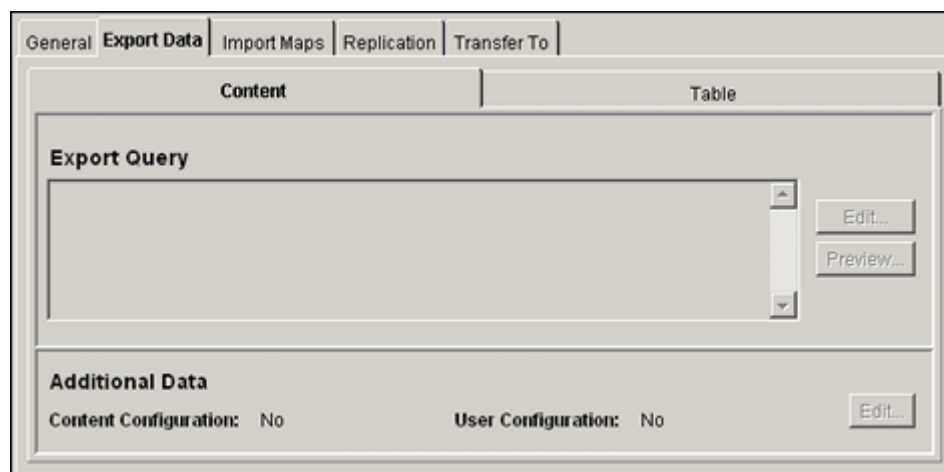 General Export Data Import Maps Replication Transfer To
Content Table
Export Query
Edit...
Preview...
Additional Data
Content Configuration: No User Configuration: No Edit...